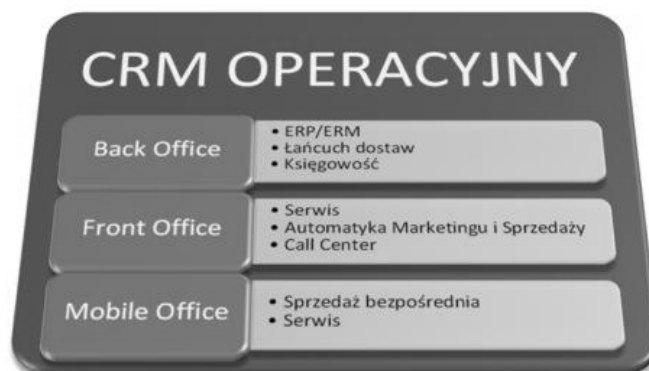 CRM OPERACYJNY
Back Office
• ERP/ERM
• Łańcuch dostaw
• Księgowość
Front Office
• Serwis
• Automatyka Marketingu i Sprzedaży
• Call Center
Mobile Office
• Sprzedaż bezpośrednia
• Serwis